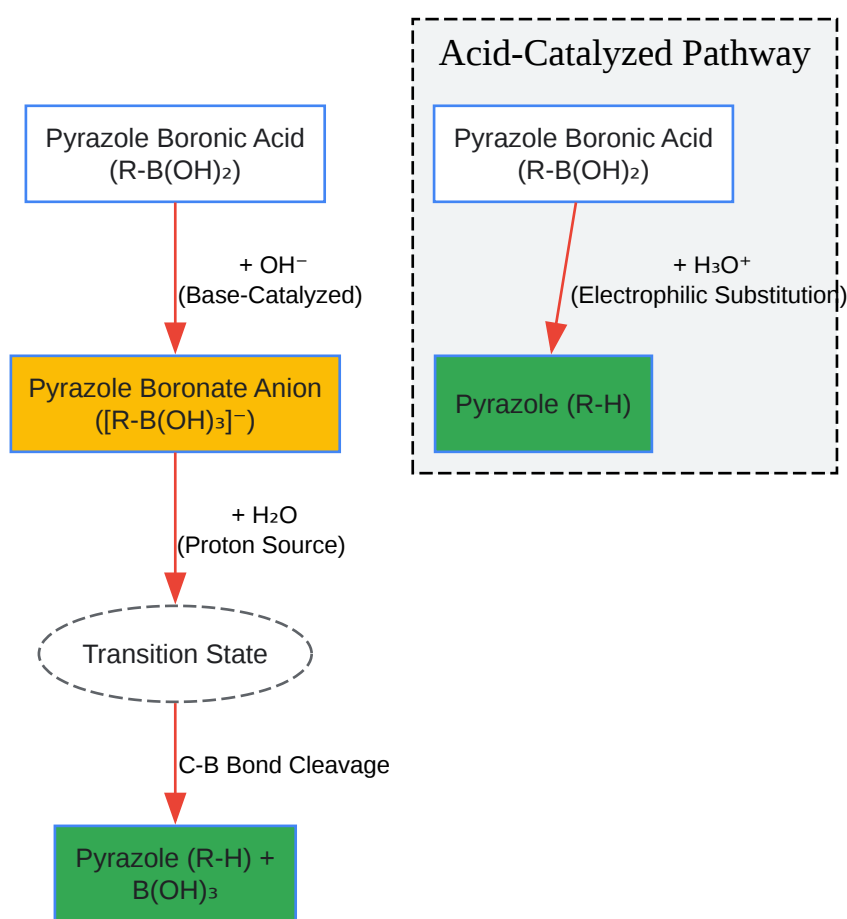 Acid-Catalyzed Pathway
Pyrazole Boronic Acid
(R-B(OH)₂)
Pyrazole Boronic Acid
(R-B(OH)₂)
+ OH⁻
(Base-Catalyzed)
+ H₃O⁺
(Electrophilic Substitution)
Pyrazole Boronate Anion
([R-B(OH)₃]⁻)
Pyrazole (R-H)
+ H₂O
(Proton Source)
Transition State
C-B Bond Cleavage
Pyrazole (R-H) +
B(OH)₃